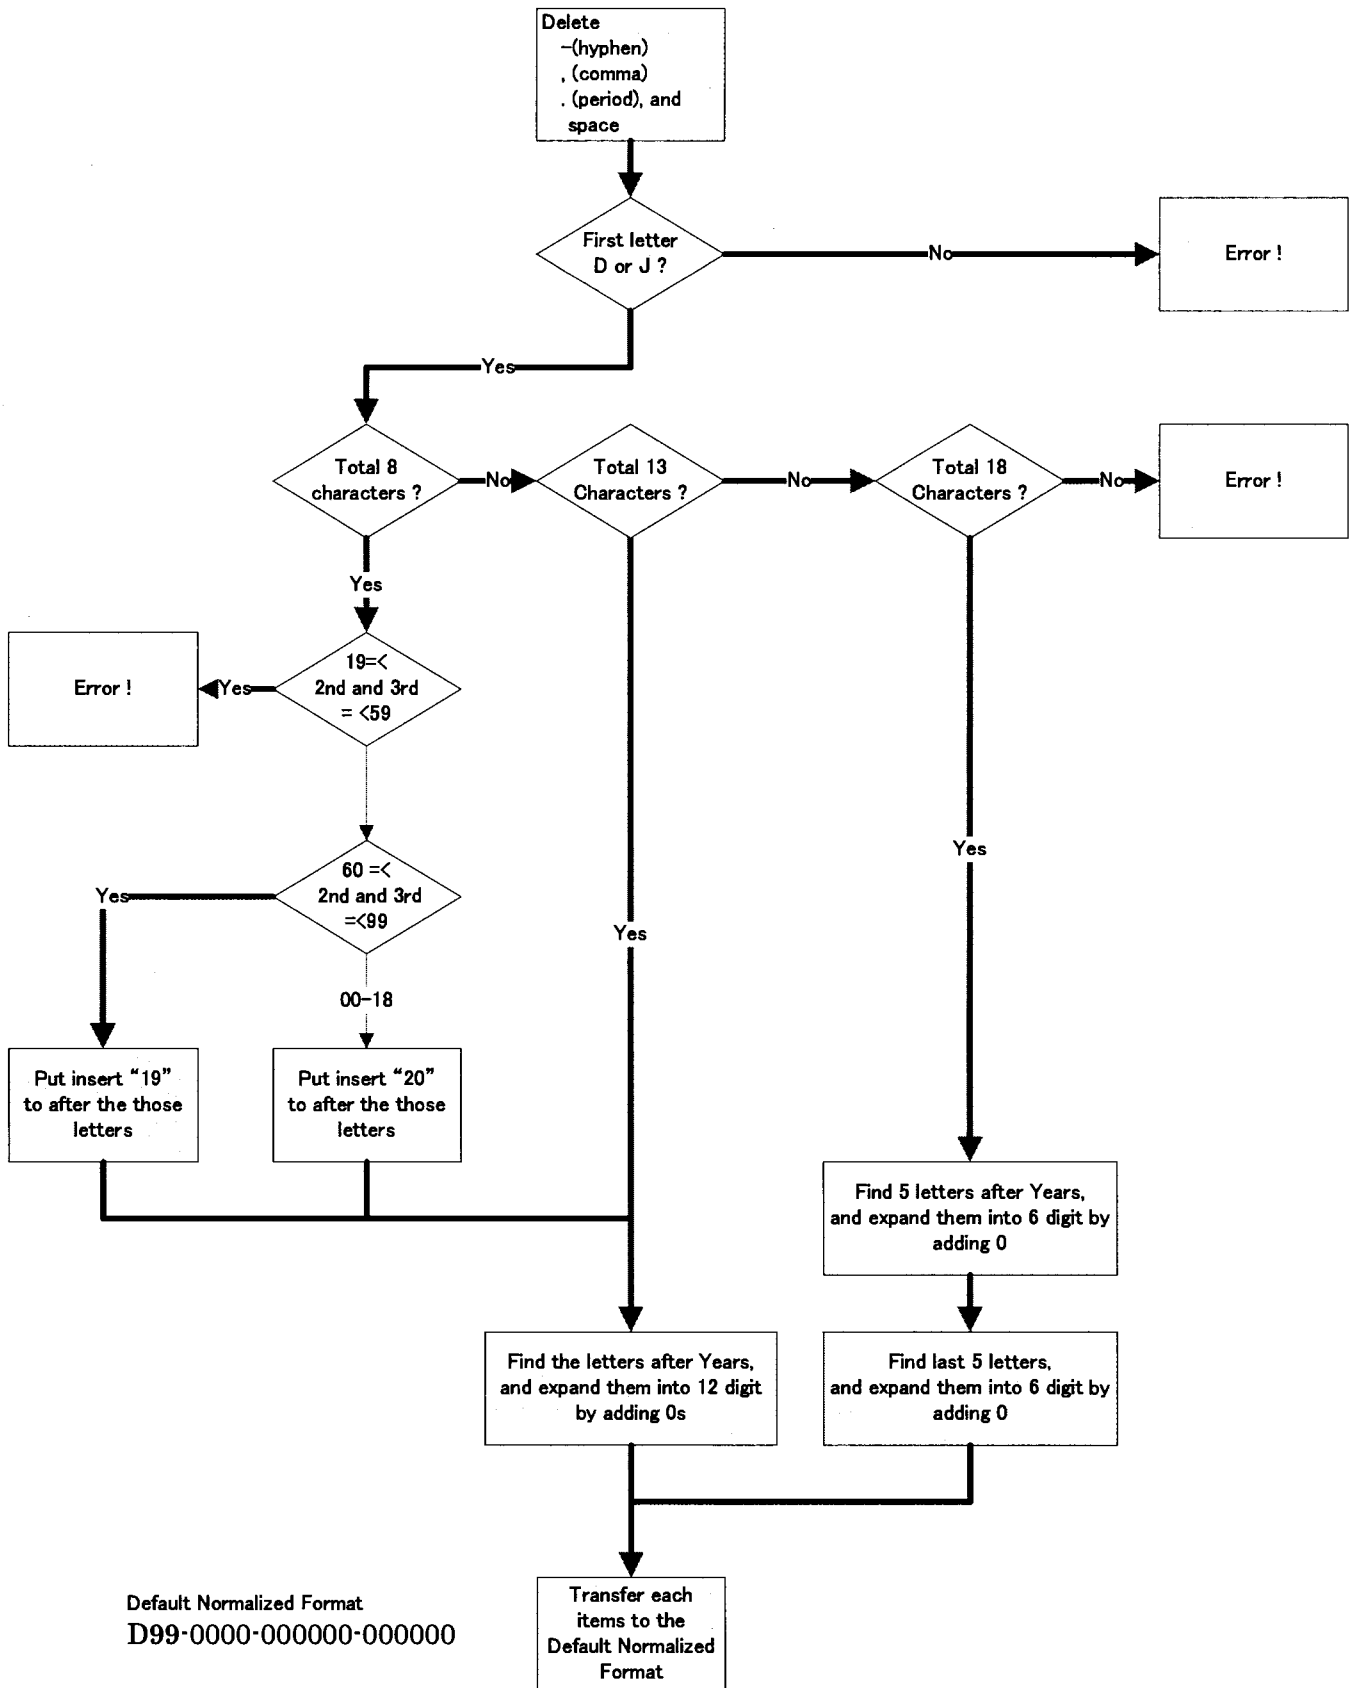 Delete
-(hyphen)
, (comma)
. (period), and
space
First letter
D or J ?
No
Error !
Yes
Total 8
characters ?
No
Total 13
Characters ?
No
Total 18
Characters ?
No
Error !
Yes
19=<
2nd and 3rd
= <59
Yes
Error !
60 =<
2nd and 3rd
=<99
Yes
Yes
Yes
00-18
Put insert “19”
to after the those
letters
Put insert “20”
to after the those
letters
Find 5 letters after Years,
and expand them into 6 digit by
adding 0
Find the letters after Years,
and expand them into 12 digit
by adding 0s
Find last 5 letters,
and expand them into 6 digit by
adding 0
Default Normalized Format
D99-0000-000000-000000
Transfer each
items to the
Default Normalized
Format